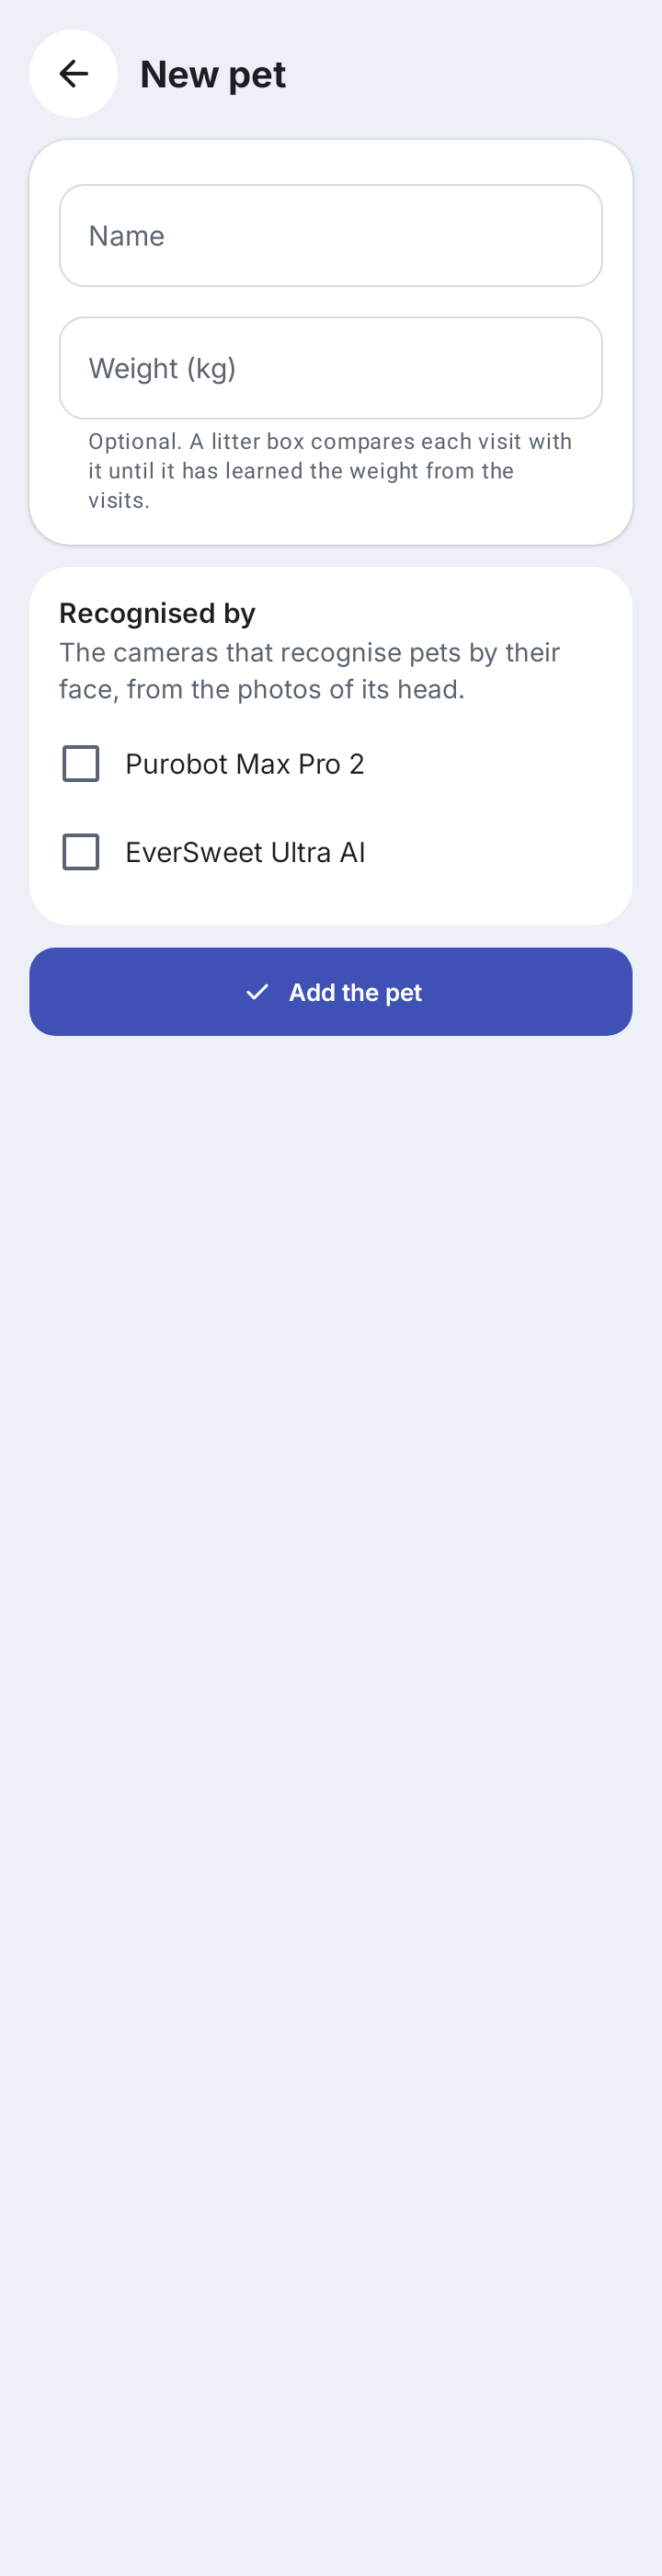 New pet
Name
Weight (kg)
Optional. A litter box compares each visit with
it until it has learned the weight from the
visits.
Recognised by
The cameras that recognise pets by their
face, from the photos of its head.
Purobot Max Pro 2
EverSweet Ultra AI
Add the pet